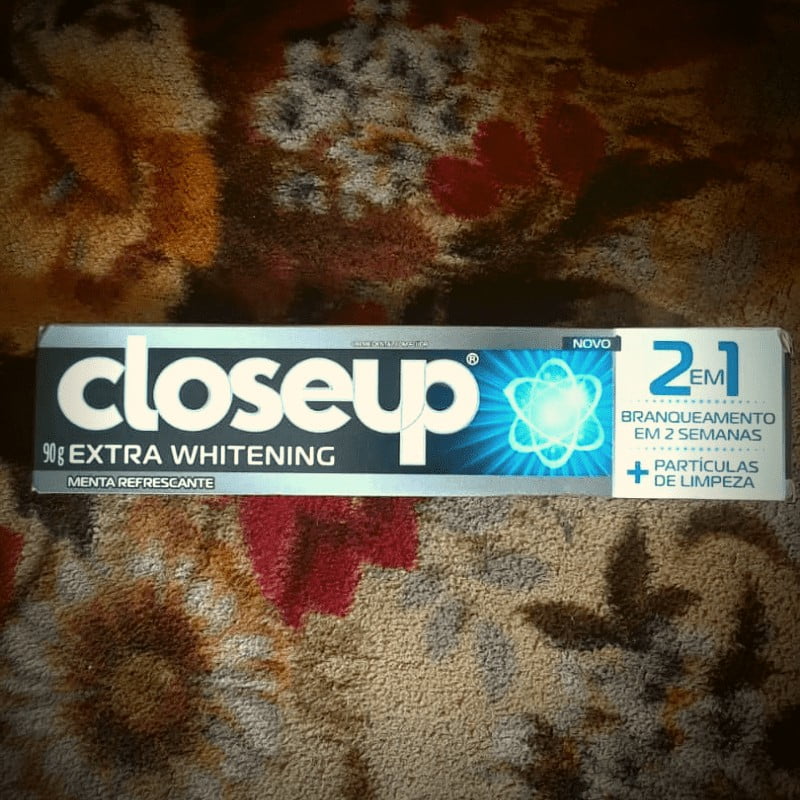 NOVO
closeup®
90g EXTRA WHITENING
MENTA REFRESCANTE
2EM1
BRANQUEAMENTO
EM 2 SEMANAS
+ PARTÍCULAS
DE LIMPEZA